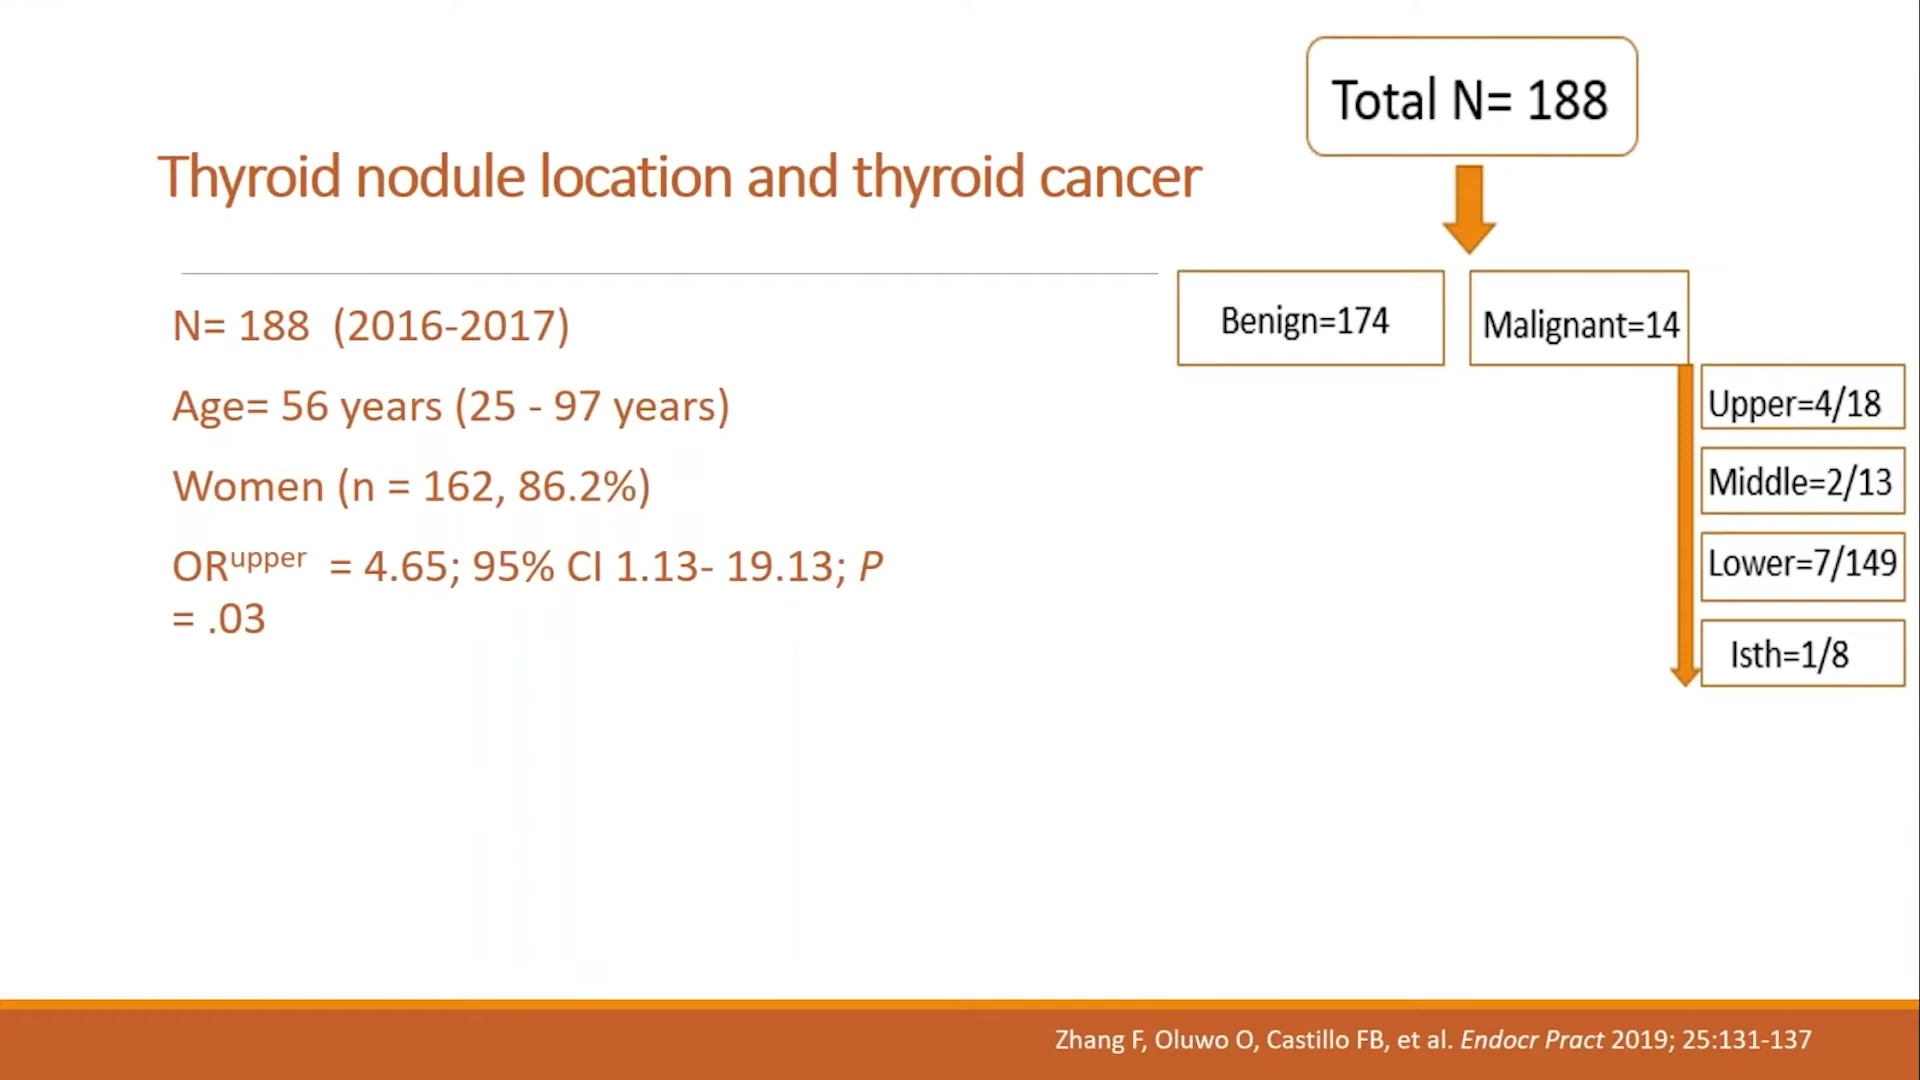 Total N= 188
Thyroid nodule location and thyroid cancer
N= 188 (2016-2017)
Age= 56 years (25 - 97 years)
Women (n = 162, 86.2%)
ORupper = 4.65; 95% CI 1.13- 19.13; P
= .03
Benign=174
Malignant=14
Upper=4/18
Middle=2/13
Lower=7/149
Isth=1/8
Zhang F, Oluwo O, Castillo FB, et al. Endocr Pract 2019; 25:131-137